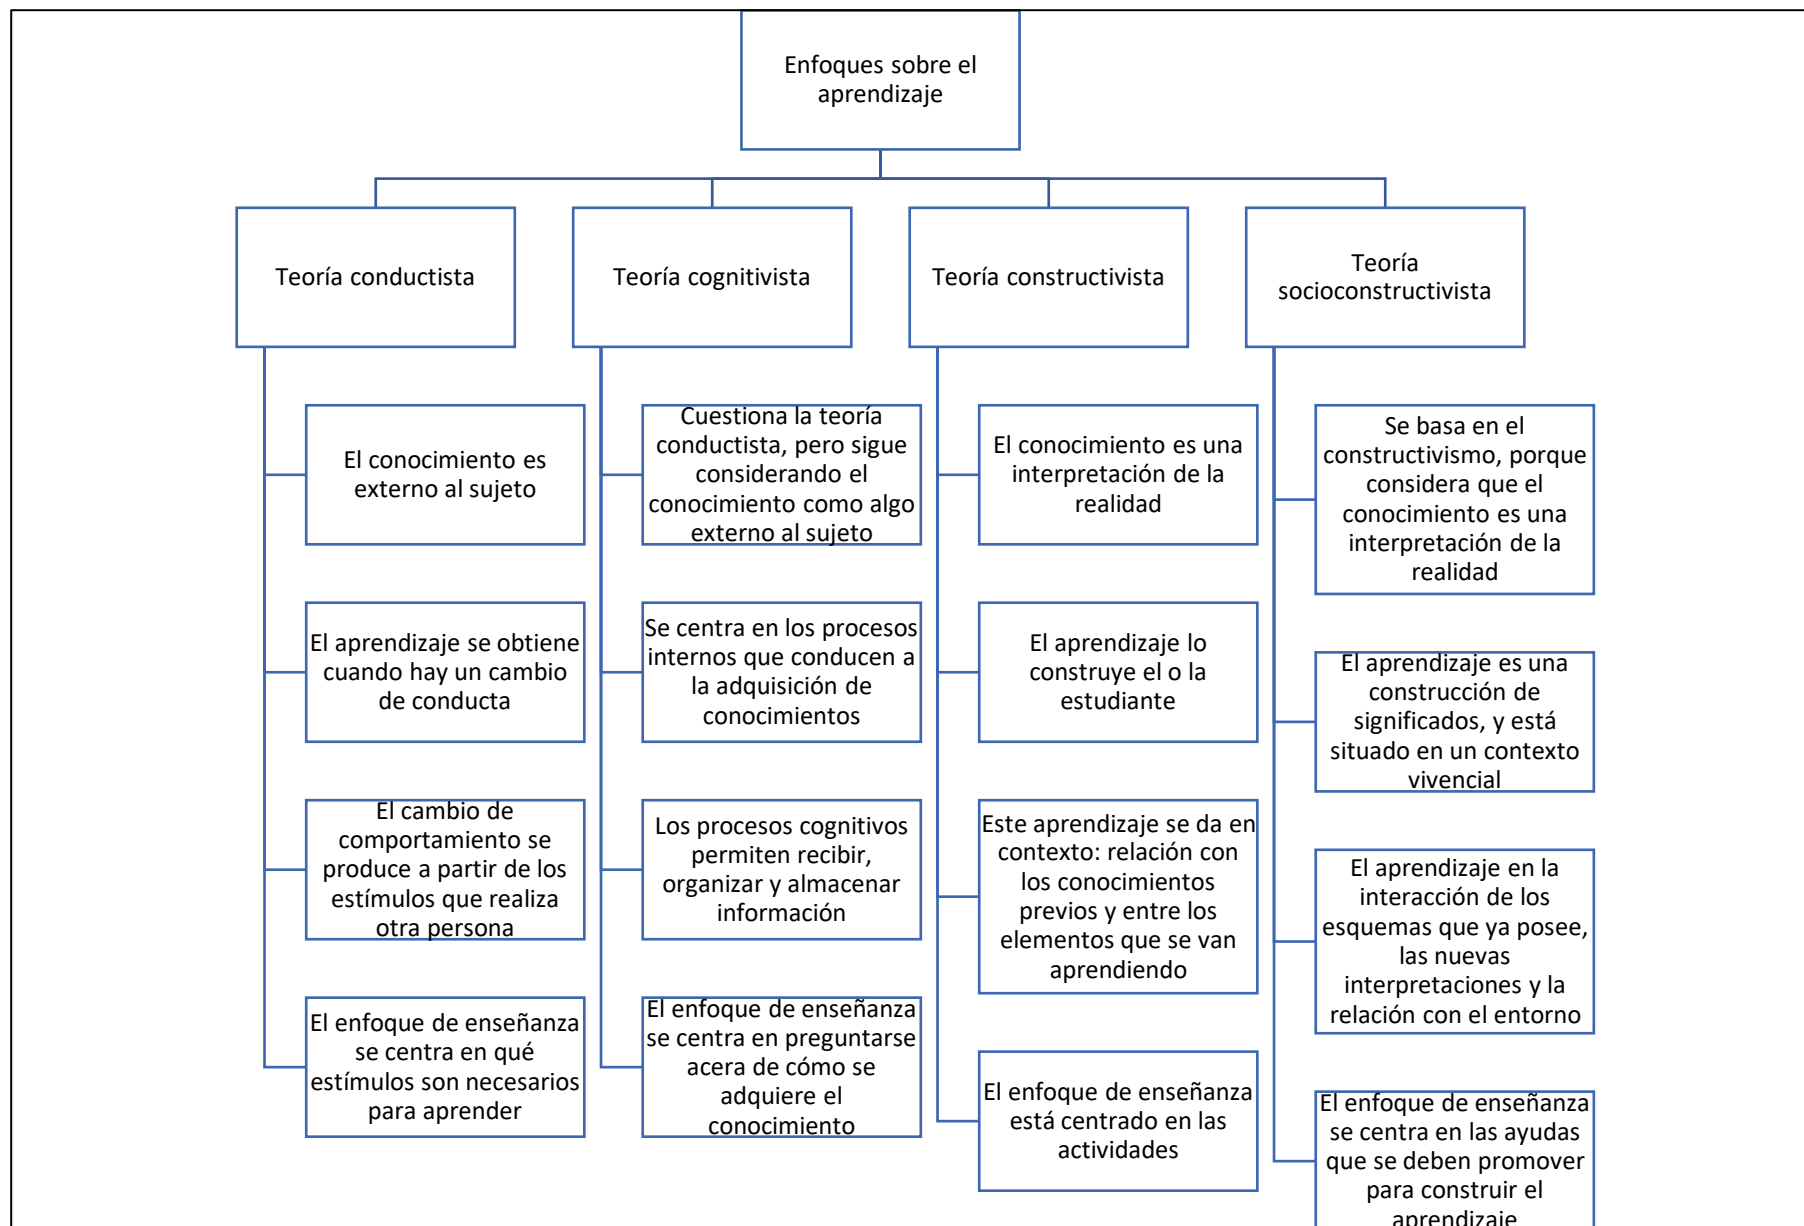 Enfoques sobre el
aprendizaje
Teoría conductista
El conocimiento es
externo al sujeto
El aprendizaje se obtiene
cuando hay un cambio
de conducta
El cambio de
comportamiento se
produce a partir de los
estímulos que realiza
otra persona
El enfoque de enseñanza
se centra en qué
estímulos son necesarios
para aprender
Teoría cognitivista
Cuestiona la teoría
conductista, pero sigue
considerando el
conocimiento como algo
externo al sujeto
Se centra en los procesos
internos que conducen a
la adquisición de
conocimientos
Los procesos cognitivos
permiten recibir,
organizar y almacenar
información
El enfoque de enseñanza
se centra en preguntarse
acera de cómo se
adquiere el
conocimiento
Teoría constructivista
El conocimiento es una
interpretación de la
realidad
El aprendizaje lo
construye el o la
estudiante
Este aprendizaje se da en
contexto: relación con
los conocimientos
previos y entre los
elementos que se van
aprendiendo
El enfoque de enseñanza
está centrado en las
actividades
Teoría
socioconstructivista
Se basa en el
constructivismo, porque
considera que el
conocimiento es una
interpretación de la
realidad
El aprendizaje es una
construcción de
significados, y está
situado en un contexto
vivencial
El aprendizaje en la
interacción de los
esquemas que ya posee,
las nuevas
interpretaciones y la
relación con el entorno
El enfoque de enseñanza
se centra en las ayudas
que se deben promover
para construir el
aprendizaje